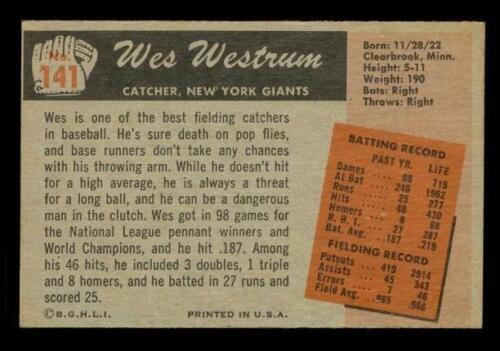 No.
141
Wes Westrum
CATCHER, NEW YORK GIANTS
Born: 11/28/22
Clearbrook, Minn.
Height: 5-11
Weight: 190
Bats: Right
Throws: Right
Wes is one of the best fielding catchers
in baseball. He's sure death on pop flies,
and base runners don't take any chances
with his throwing arm. While he doesn't hit
for a high average, he is always a threat
for a long ball, and he can be a dangerous
man in the clutch. Wes got in 98 games for
the National League pennant winners and
World Champions, and he hit .187. Among
his 46 hits, he included 3 doubles, 1 triple
and 8 homers, and he batted in 27 runs and
scored 25.
©B.G.H.L.I. PRINTED IN U.S.A.
BATTING RECORD
PAST YR. LIFE
Games 98 719
At Bat 246 1962
Runs 25 277
Hits 46 430
Homers 8 88
R. B. I. 27 287
Bat. Avg. .187 .219
FIELDING RECORD
Putouts 419 2914
Assists 45 343
Errors 7 46
Field Avg. .985 .986